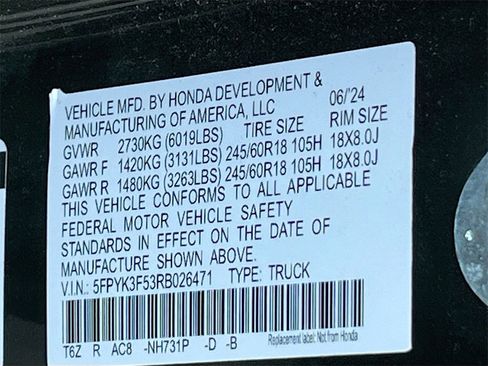 VEHICLE MFD. BY HONDA DEVELOPMENT &
MANUFACTURING OF AMERICA, LLC 06/'24
GVWR 2730KG (6019LBS) TIRE SIZE RIM SIZE
GAWR F 1420KG (3131LBS) 245/60R18 105H 18X8.0J
GAWR R 1480KG (3263LBS) 245/60R18 105H 18X8.0J
THIS VEHICLE CONFORMS TO ALL APPLICABLE
FEDERAL MOTOR VEHICLE SAFETY
STANDARDS IN EFFECT ON THE DATE OF
MANUFACTURE SHOWN ABOVE.
V.I.N.: 5FPYK3F53RB026471 TYPE: TRUCK
T6Z R AC8 -NH731P -D -B Replacement label: Not from Honda